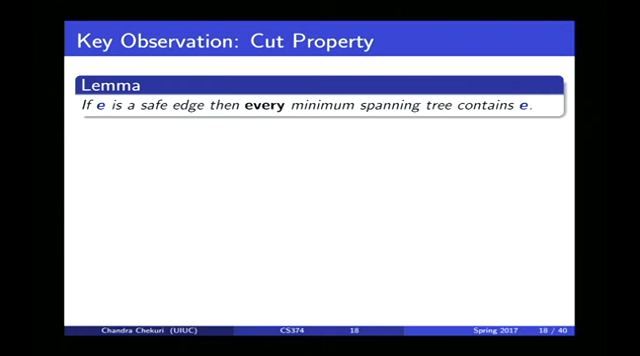 Key Observation: Cut Property
Lemma
If e is a safe edge then every minimum spanning tree contains e.
Chandra Chekuri (UIUC) CS374 18 Spring 2017 18 / 40